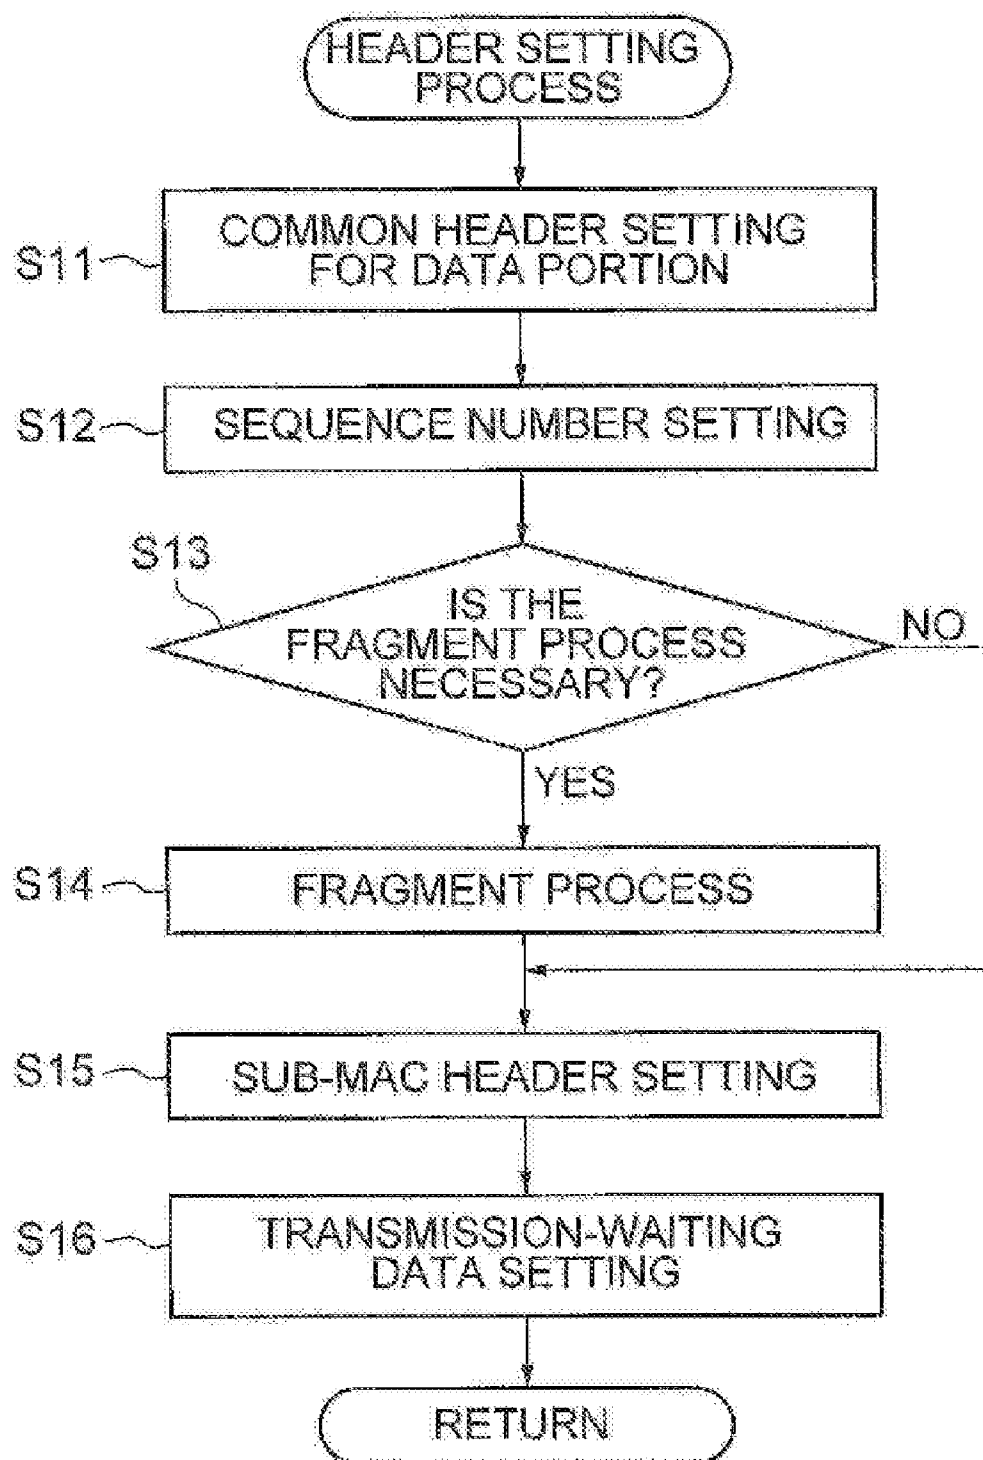 HEADER SETTING
PROCESS
S11
COMMON HEADER SETTING
FOR DATA PORTION
S12
SEQUENCE NUMBER SETTING
S13
IS THE
FRAGMENT PROCESS
NECESSARY?
NO
YES
S14
FRAGMENT PROCESS
S15
SUB-MAC HEADER SETTING
S16
TRANSMISSION-WAITING
DATA SETTING
RETURN